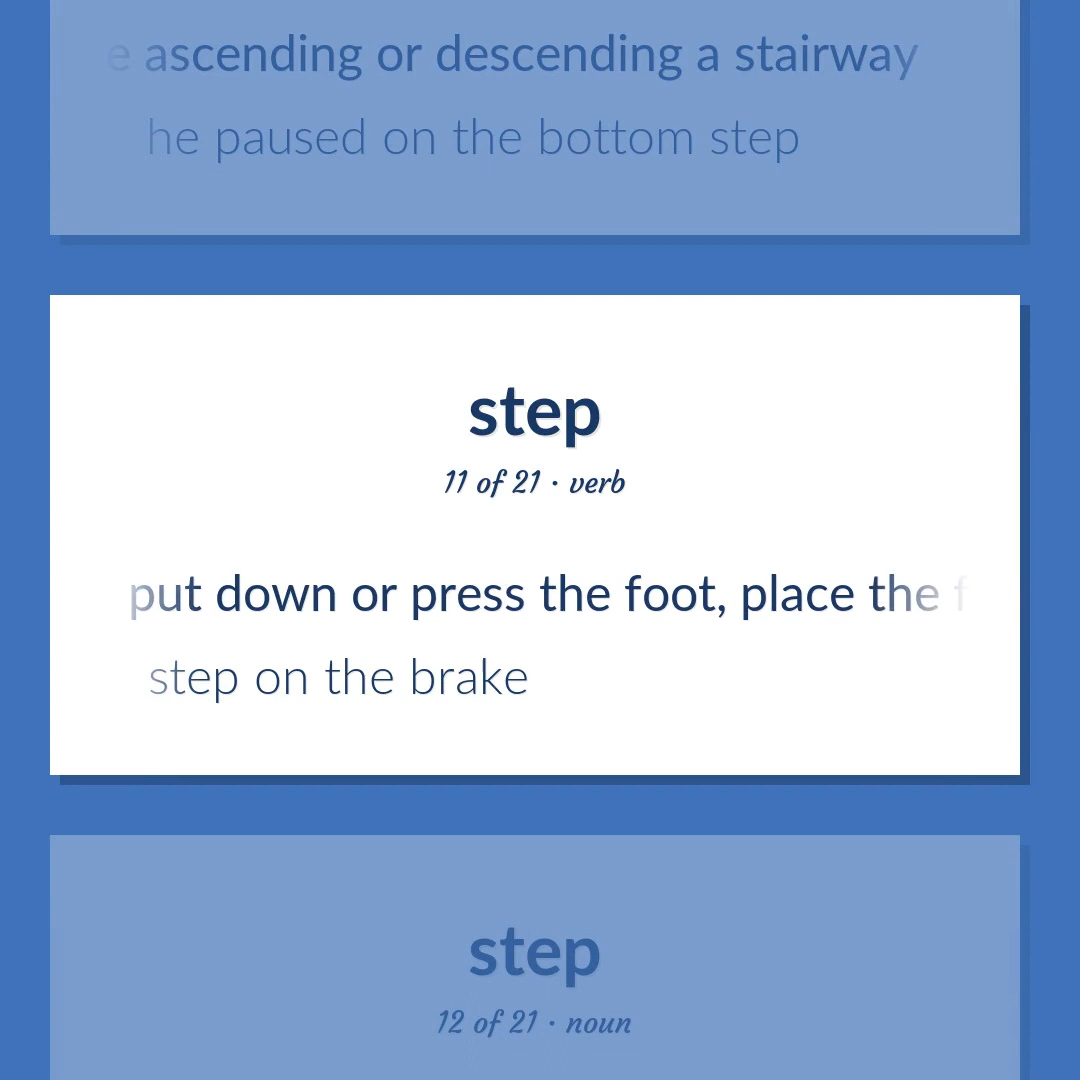 e ascending or descending a stairway
he paused on the bottom step
step
11 of 21 · verb
put down or press the foot, place the f
step on the brake
step
12 of 21 · noun